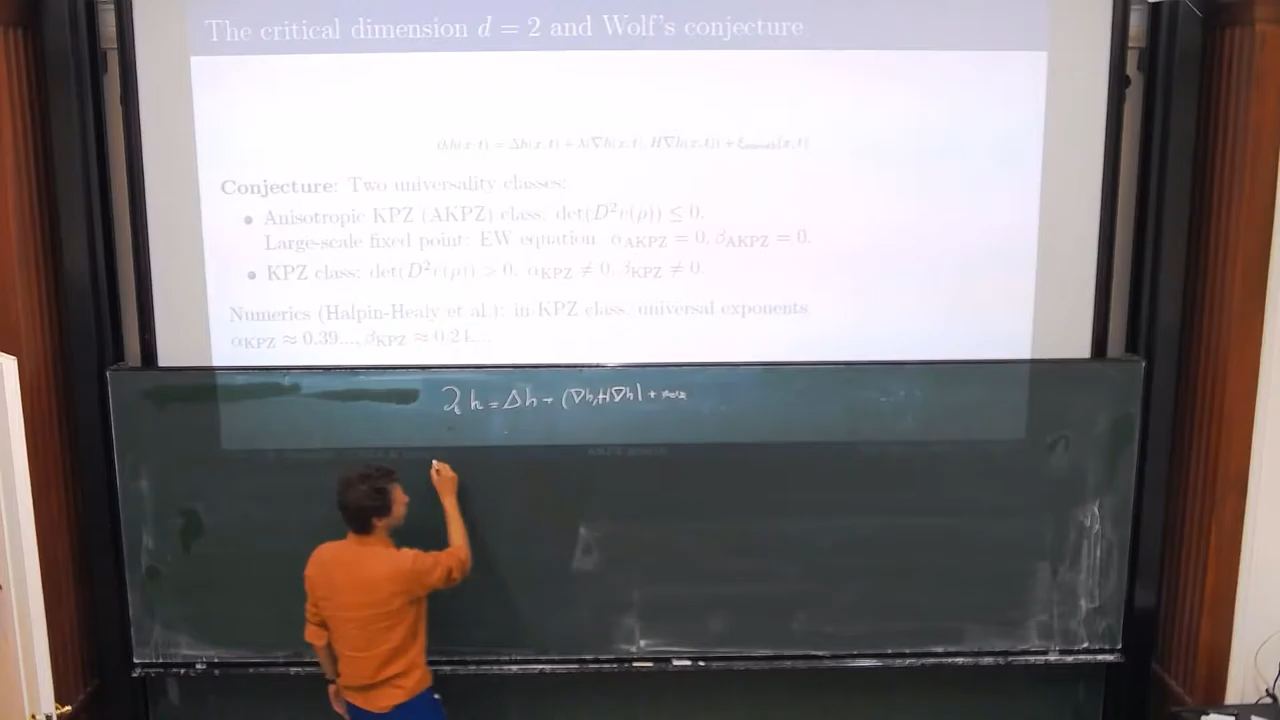 The critical dimension d = 2 and Wolf's conjecture
∂ₜh(x,t) = Δh(x,t) + λ(∇h(x,t), H∇h(x,t)) + ξ(x,t)
Conjecture: Two universality classes:
• Anisotropic KPZ (AKPZ) class: det(D²v(ρ)) ≤ 0.
Large-scale fixed point: EW equation. α_AKPZ = 0, β_AKPZ = 0.
• KPZ class: det(D²v(ρ)) > 0. α_KPZ ≠ 0, β_KPZ ≠ 0.
Numerics (Halpin-Healy et al.): in KPZ class, universal exponents
α_KPZ ≈ 0.39..., β_KPZ ≈ 0.24...
∂ₜ h = Δh + (∇h, H∇h) +